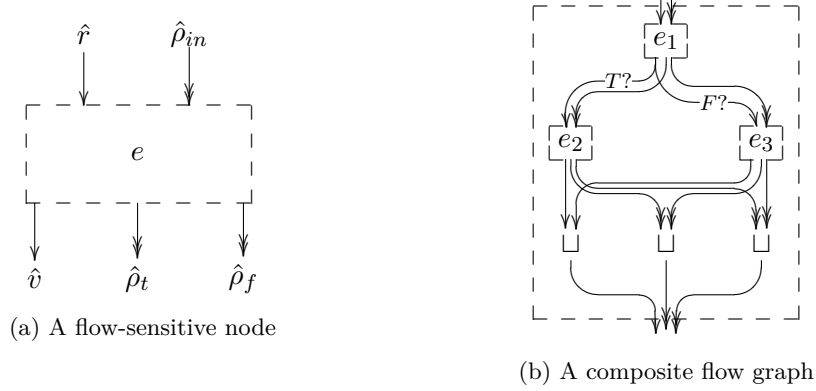 r̂ ρ̂in
e
v̂ ρ̂t ρ̂f
(a) A flow-sensitive node
e1
T?
F?
e2 e3
⊔ ⊔ ⊔
(b) A composite flow graph